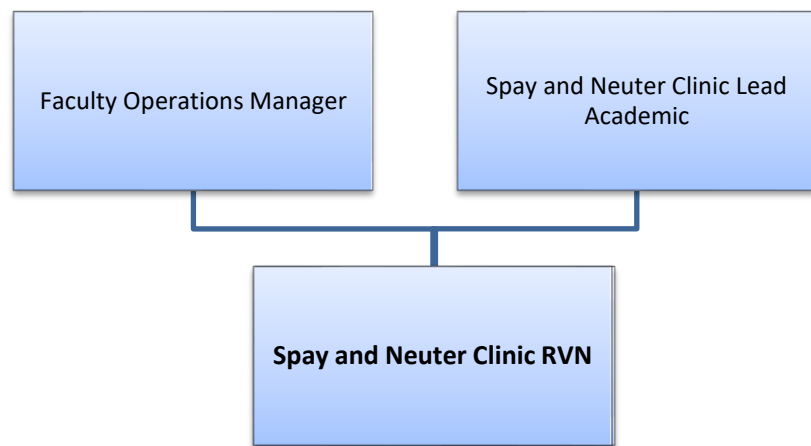 Faculty Operations Manager
Spay and Neuter Clinic Lead
Academic
Spay and Neuter Clinic RVN